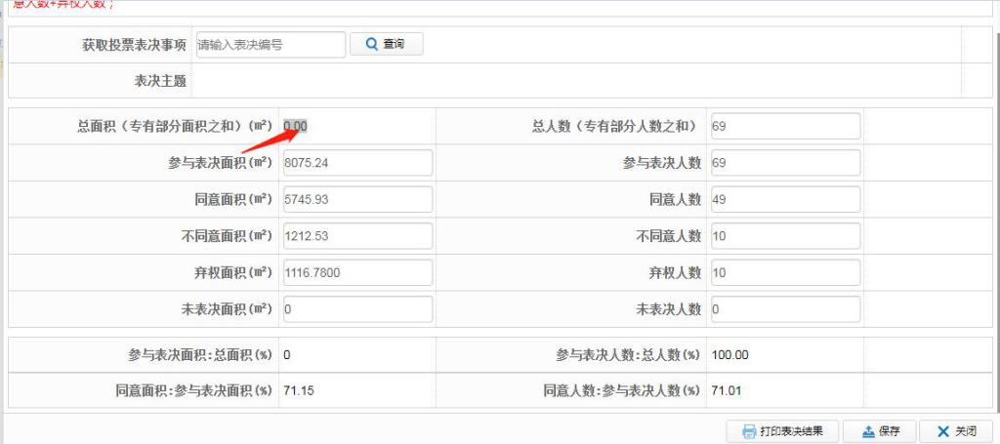 息人数+弃权人数；
获取投票表决事项 请输入表决编号 查询
表决主题
总面积（专有部分面积之和）(㎡) 0.00 总人数（专有部分人数之和） 69
参与表决面积(㎡) 8075.24 参与表决人数 69
同意面积(㎡) 5745.93 同意人数 49
不同意面积(㎡) 1212.53 不同意人数 10
弃权面积(㎡) 1116.7800 弃权人数 10
未表决面积(㎡) 0 未表决人数 0
参与表决面积:总面积(%) 0 参与表决人数:总人数(%) 100.00
同意面积:参与表决面积(%) 71.15 同意人数:参与表决人数(%) 71.01
打印表决结果 保存 关闭